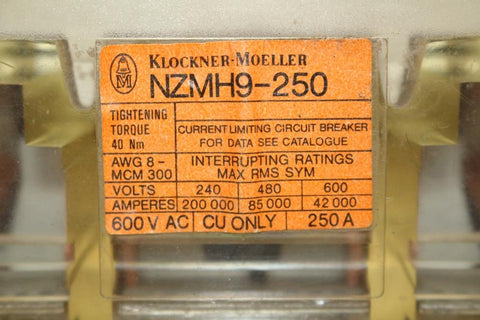 KLOCKNER-MOELLER
NZMH9-250
TIGHTENING
TORQUE
40 Nm
CURRENT LIMITING CIRCUIT BREAKER
FOR DATA SEE CATALOGUE
AWG 8-
MCM 300
INTERRUPTING RATINGS
MAX RMS SYM
VOLTS 240 480 600
AMPERES 200 000 85 000 42 000
600 V AC CU ONLY 250 A